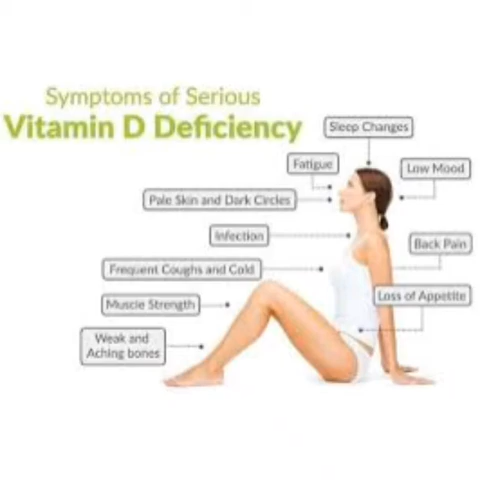 Symptoms of Serious
Vitamin D Deficiency
Sleep Changes
Fatigue
Low Mood
Pale Skin and Dark Circles
Infection
Back Pain
Frequent Coughs and Cold
Loss of Appetite
Muscle Strength
Weak and
Aching bones